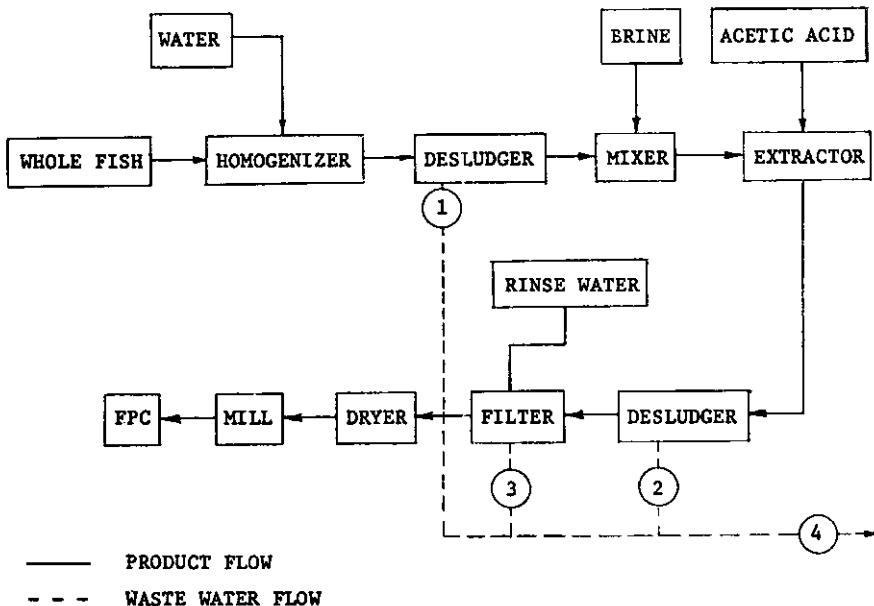 WATER
BRINE
ACETIC ACID
WHOLE FISH
HOMOGENIZER
DESLUDGER
MIXER
EXTRACTOR
1
RINSE WATER
FPC
MILL
DRYER
FILTER
DESLUDGER
3
2
4
PRODUCT FLOW
WASTE WATER FLOW